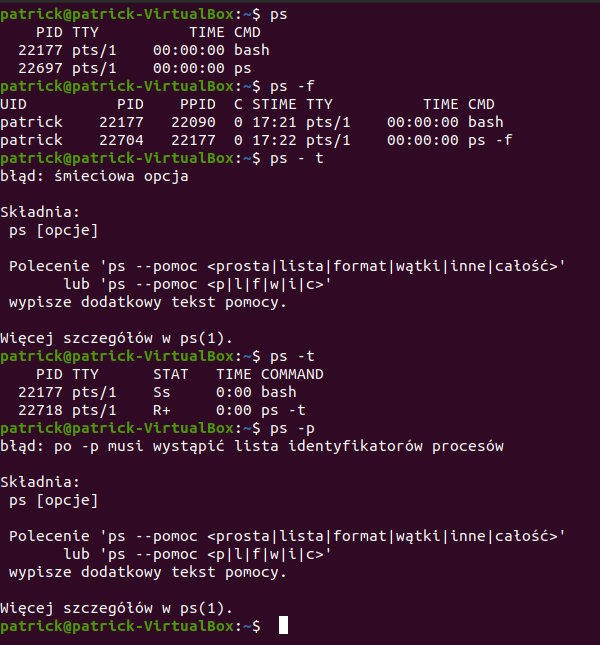 patrick@patrick-VirtualBox:~$ ps
PID TTY TIME CMD
22177 pts/1 00:00:00 bash
22697 pts/1 00:00:00 ps
patrick@patrick-VirtualBox:~$ ps -f
UID PID PPID C STIME TTY TIME CMD
patrick 22177 22090 0 17:21 pts/1 00:00:00 bash
patrick 22704 22177 0 17:22 pts/1 00:00:00 ps -f
patrick@patrick-VirtualBox:~$ ps - t
błąd: śmieciowa opcja
Składnia:
ps [opcje]
Polecenie 'ps --pomoc <prosta|lista|format|wątki|inne|całość>'
lub 'ps --pomoc <p|l|f|w|i|c>'
wypisze dodatkowy tekst pomocy.
Więcej szczegółów w ps(1).
patrick@patrick-VirtualBox:~$ ps -t
PID TTY STAT TIME COMMAND
22177 pts/1 Ss 0:00 bash
22718 pts/1 R+ 0:00 ps -t
patrick@patrick-VirtualBox:~$ ps -p
błąd: po -p musi wystąpić lista identyfikatorów procesów
Składnia:
ps [opcje]
Polecenie 'ps --pomoc <prosta|lista|format|wątki|inne|całość>'
lub 'ps --pomoc <p|l|f|w|i|c>'
wypisze dodatkowy tekst pomocy.
Więcej szczegółów w ps(1).
patrick@patrick-VirtualBox:~$